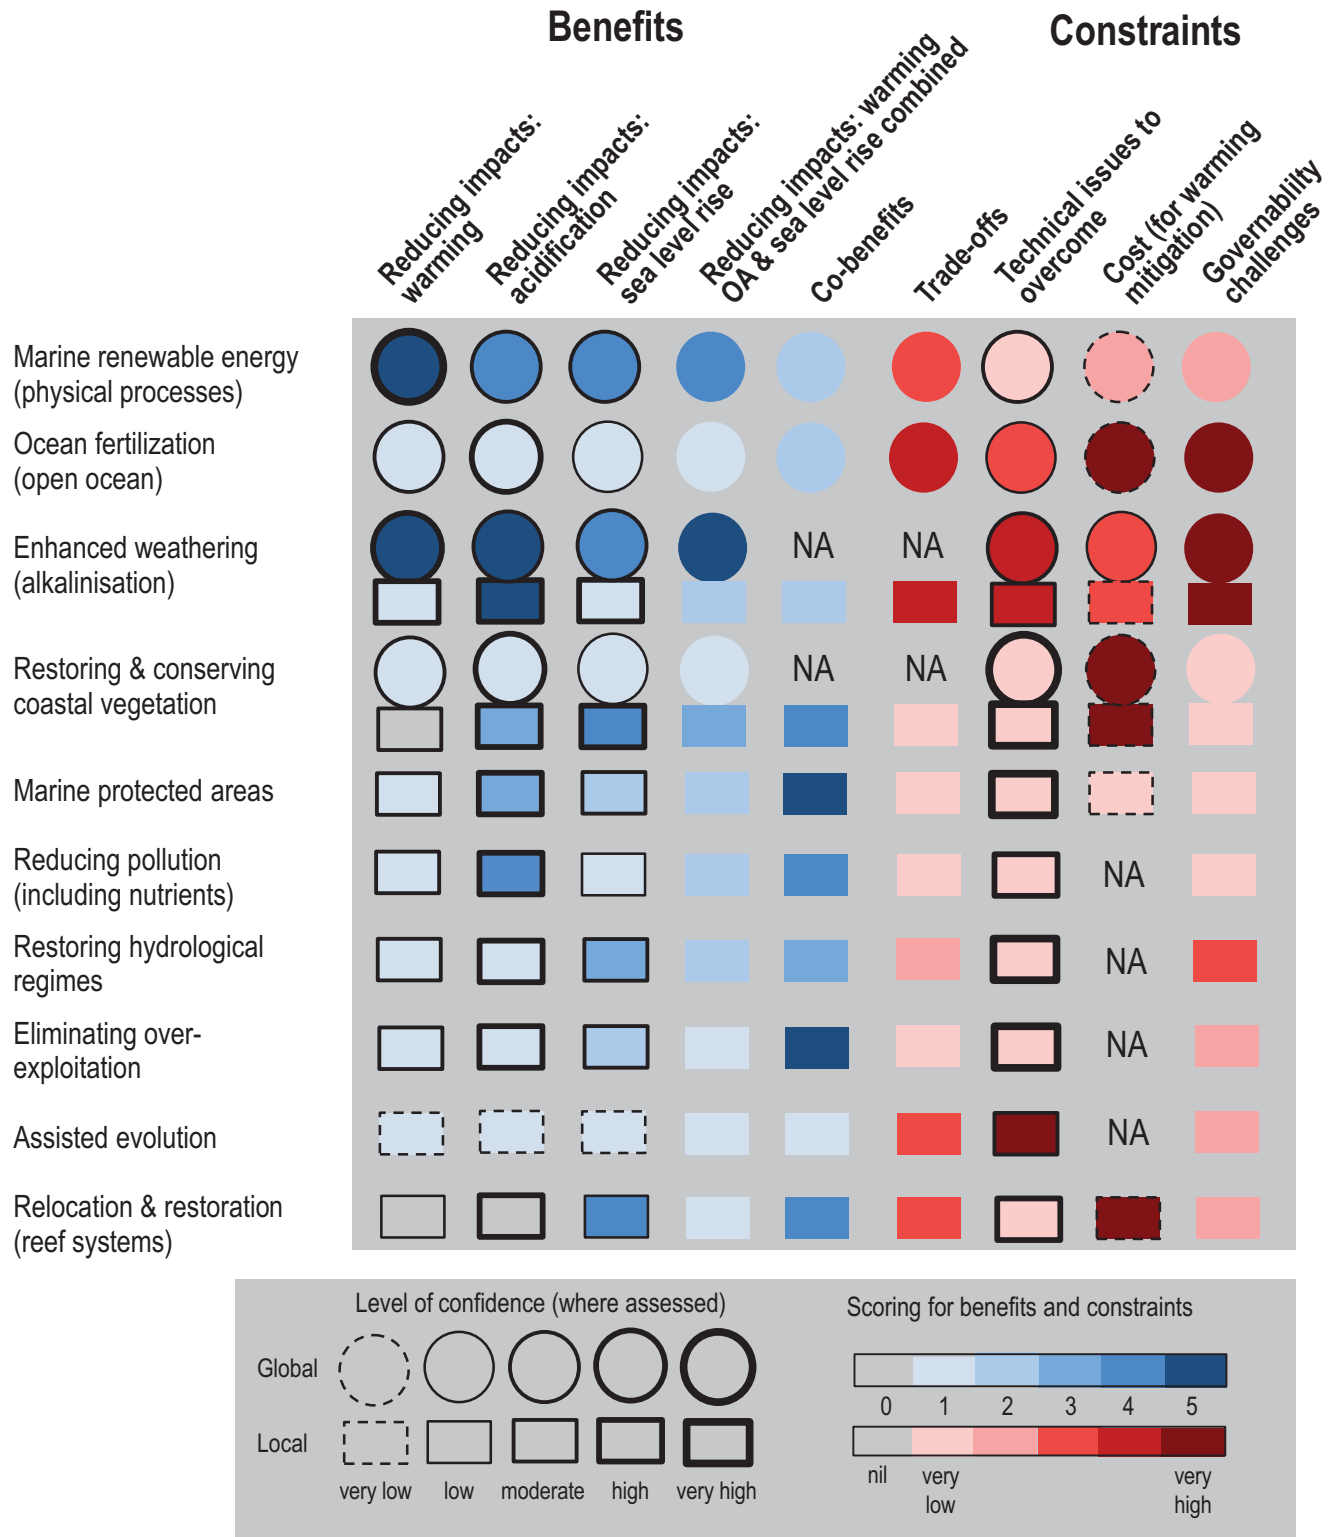 Benefits
Constraints
Reducing impacts:
warming
Reducing impacts:
acidification
Reducing impacts:
sea level rise
Reducing impacts: warming
OA & sea level rise combined
Co-benefits
Trade-offs
Technical issues to
overcome
Cost (for warming
mitigation)
Governabilty
challenges
Marine renewable energy
(physical processes)
Ocean fertilization
(open ocean)
Enhanced weathering
(alkalinisation)
NA
NA
Restoring & conserving
coastal vegetation
NA
NA
Marine protected areas
Reducing pollution
(including nutrients)
NA
Restoring hydrological
regimes
NA
Eliminating over-
exploitation
NA
Assisted evolution
NA
Relocation & restoration
(reef systems)
Level of confidence (where assessed)
Global
Local
very low
low
moderate
high
very high
Scoring for benefits and constraints
0 1 2 3 4 5
nil
very
low
very
high